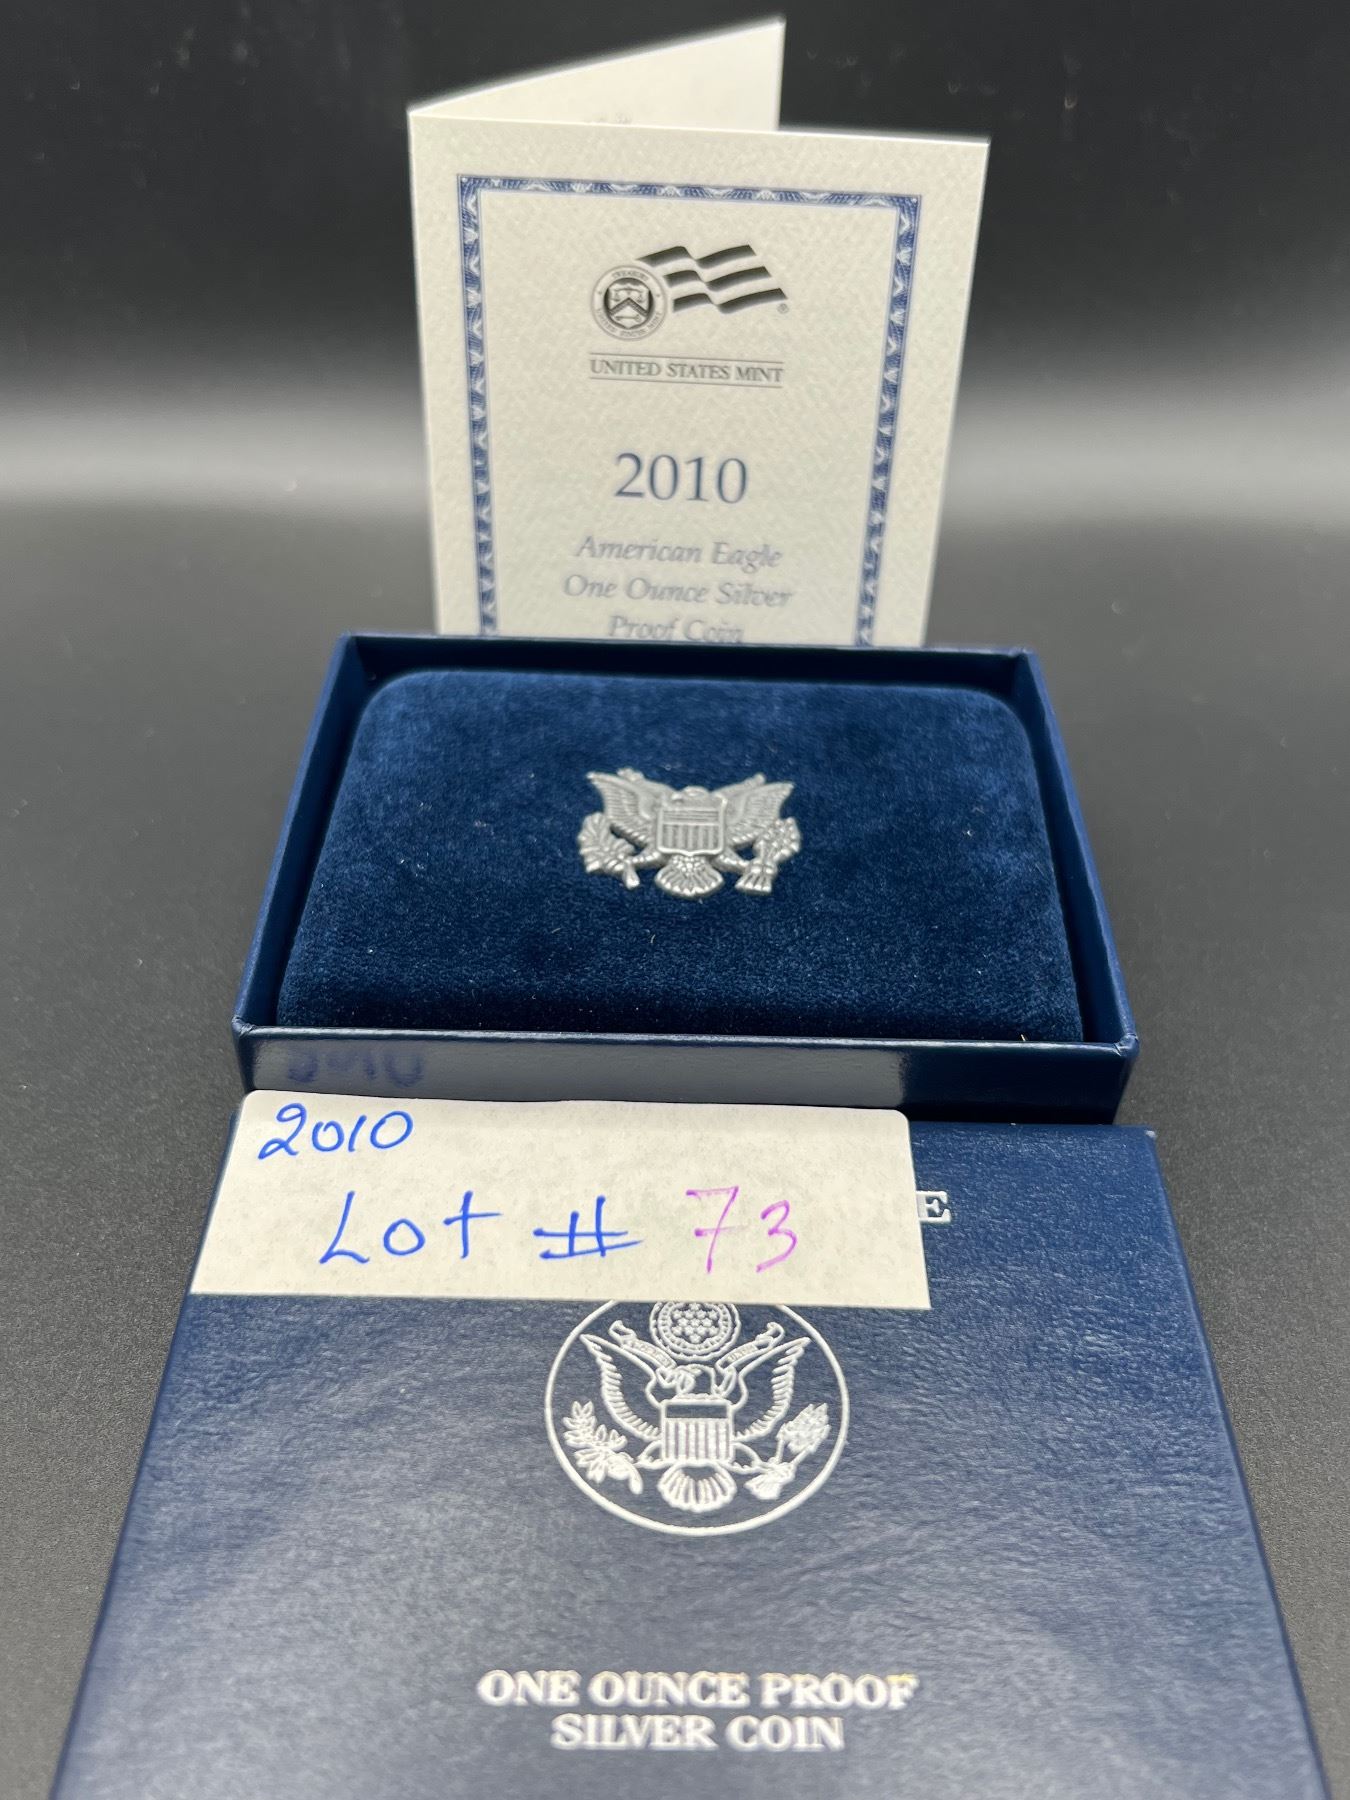 UNITED STATES MINT
2010
American Eagle
One Ounce Silver
Proof Coin
2010
Lot # 73
ONE OUNCE PROOF
SILVER COIN